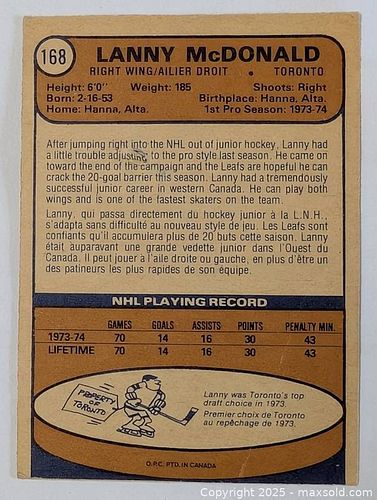 168
LANNY McDONALD
RIGHT WING/AILIER DROIT • TORONTO
Height: 6'0" Weight: 185 Shoots: Right
Born: 2-16-53 Birthplace: Hanna, Alta.
Home: Hanna, Alta. 1st Pro Season: 1973-74
After jumping right into the NHL out of junior hockey, Lanny had
a little trouble adjusting to the pro style last season. He came on
toward the end of the campaign and the Leafs are hopeful he can
crack the 20-goal barrier this season. Lanny had a tremendously
successful junior career in western Canada. He can play both
wings and is one of the fastest skaters on the team.
Lanny, qui passa directement du hockey junior à la L.N.H.,
s'adapta sans difficulté au nouveau style de jeu. Les Leafs sont
confiants qu'il accumulera plus de 20 buts cette saison. Lanny
était auparavant une grande vedette junior dans l'Ouest du
Canada. Il peut jouer à l'aile droite ou gauche, en plus d'être un
des patineurs les plus rapides de son équipe.
NHL PLAYING RECORD
GAMES GOALS ASSISTS POINTS PENALTY MIN.
1973-74 70 14 16 30 43
LIFETIME 70 14 16 30 43
PROPERTY
OF
TORONTO
Lanny was Toronto's top
draft choice in 1973.
Premier choix de Toronto
au repêchage de 1973.
O.P.C. PTD. IN CANADA
Copyright 2025 - maxsold.com